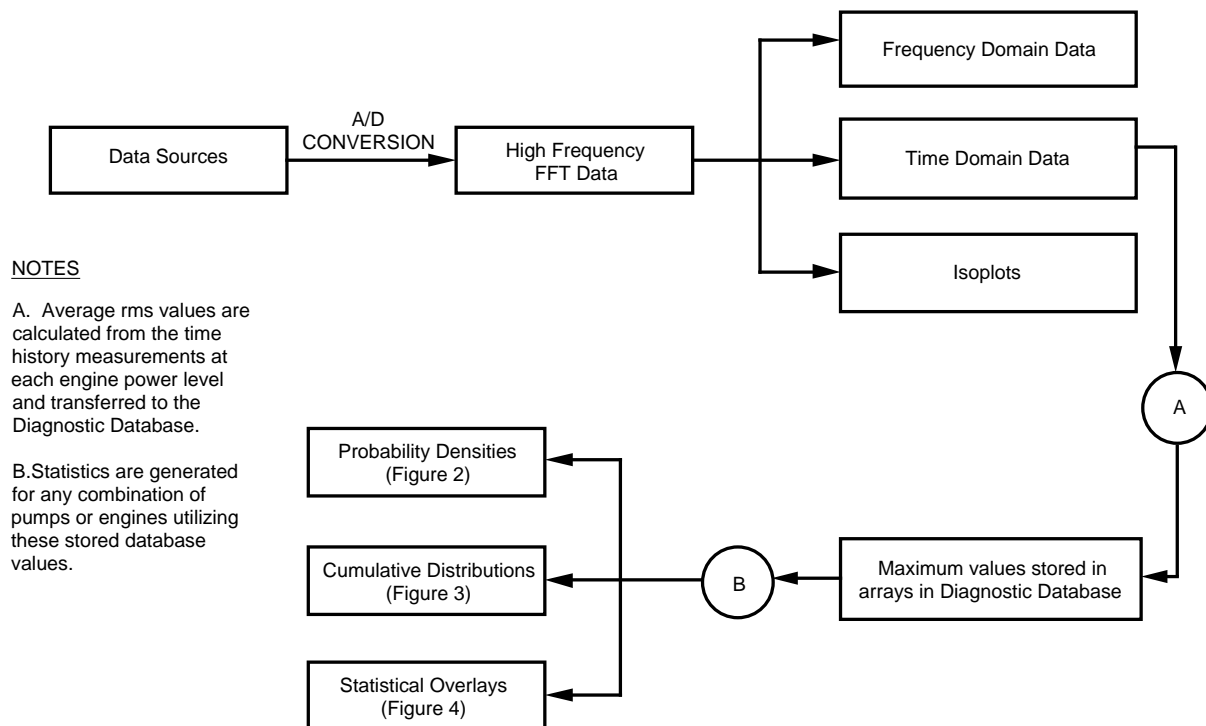 Frequency Domain Data
A/D
CONVERSION
Data Sources
High Frequency
FFT Data
Time Domain Data
Isoplots
NOTES
A. Average rms values are
calculated from the time
history measurements at
each engine power level
and transferred to the
Diagnostic Database.
B.Statistics are generated
for any combination of
pumps or engines utilizing
these stored database
values.
A
Probability Densities
(Figure 2)
Cumulative Distributions
(Figure 3)
B
Maximum values stored in
arrays in Diagnostic Database
Statistical Overlays
(Figure 4)